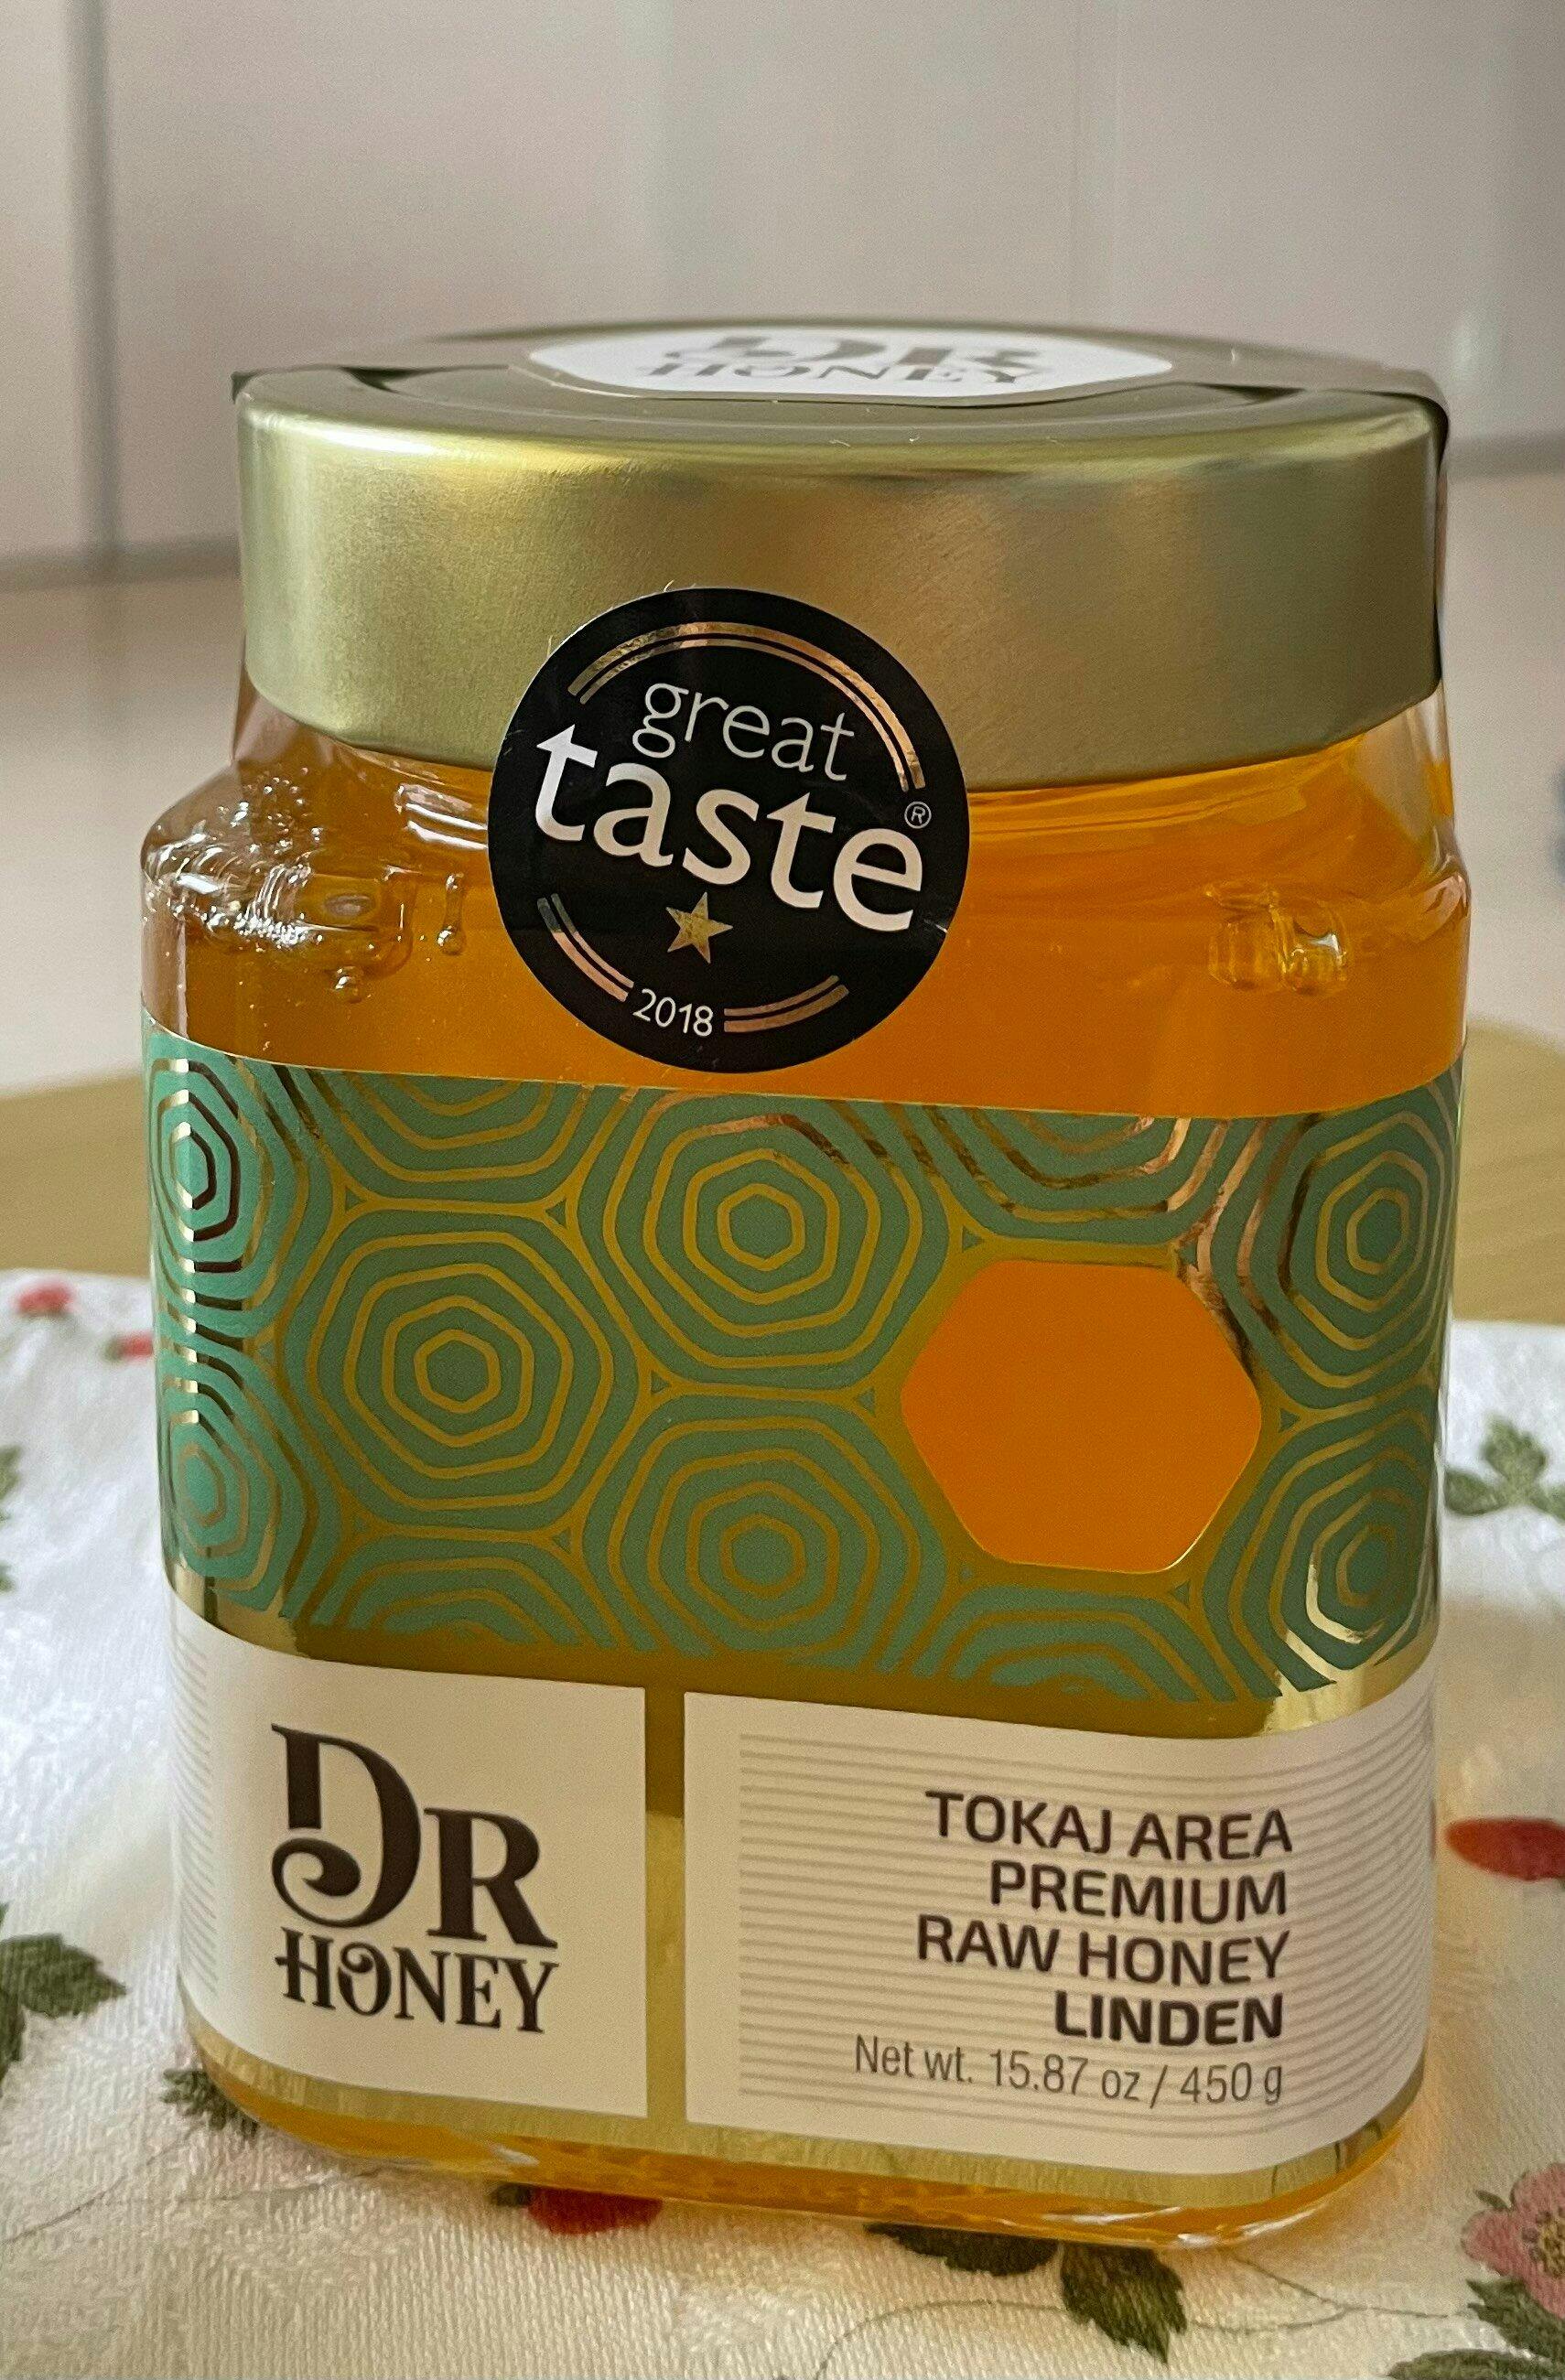 DR
HONEY
great
taste®
2018
DR
HONEY
TOKAJ AREA
PREMIUM
RAW HONEY
LINDEN
Net wt. 15.87 oz / 450 g